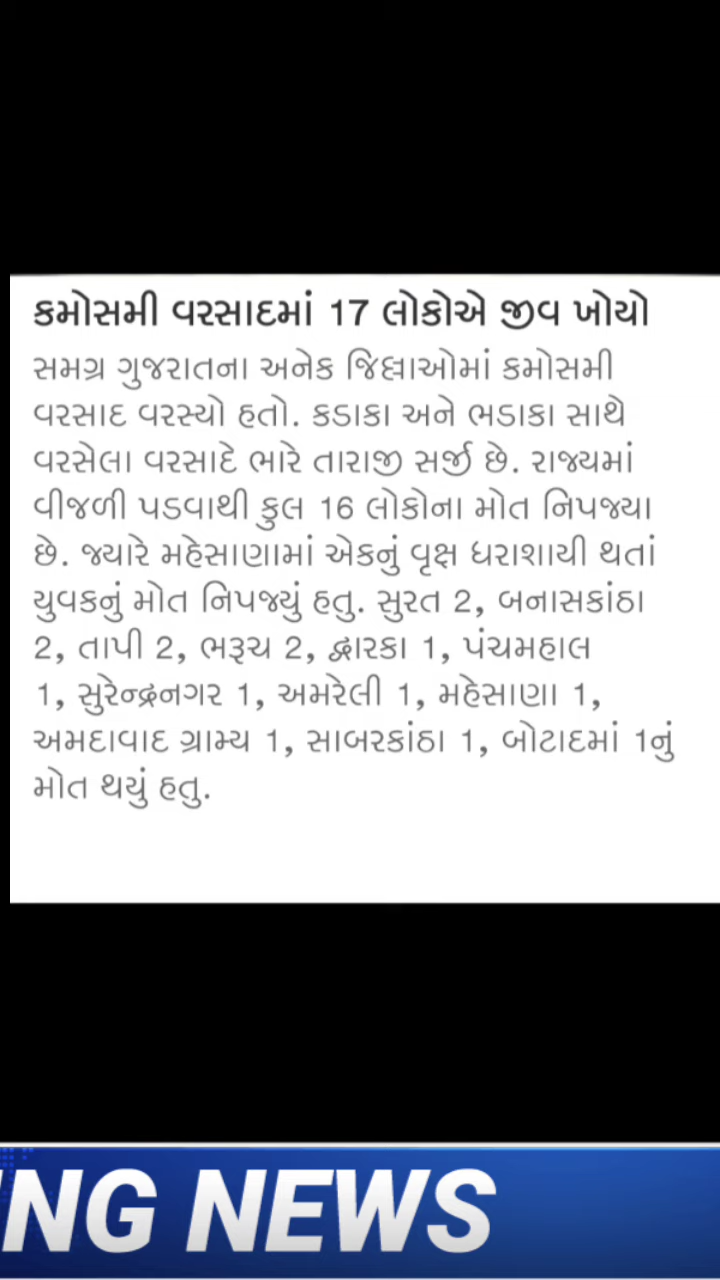 કમોસમી વરસાદમાં 17 લોકોએ જીવ ખોયો
સમગ્ર ગુજરાતના અનેક જિલ્લાઓમાં કમોસમી
વરસાદ વરસ્યો હતો. કડાકા અને ભડાકા સાથે
વરસેલા વરસાદે ભારે તારાજી સર્જી છે. રાજ્યમાં
વીજળી પડવાથી કુલ 16 લોકોના મોત નિપજ્યા
છે. જ્યારે મહેસાણામાં એકનું વૃક્ષ ધરાશાયી થતાં
યુવકનું મોત નિપજ્યું હતુ. સુરત 2, બનાસકાંઠા
2, તાપી 2, ભરૂચ 2, દ્વારકા 1, પંચમહાલ
1, સુરેન્દ્રનગર 1, અમરેલી 1, મહેસાણા 1,
અમદાવાદ ગ્રામ્ય 1, સાબરકાંઠા 1, બોટાદમાં 1નું
મોત થયું હતુ.
NG NEWS